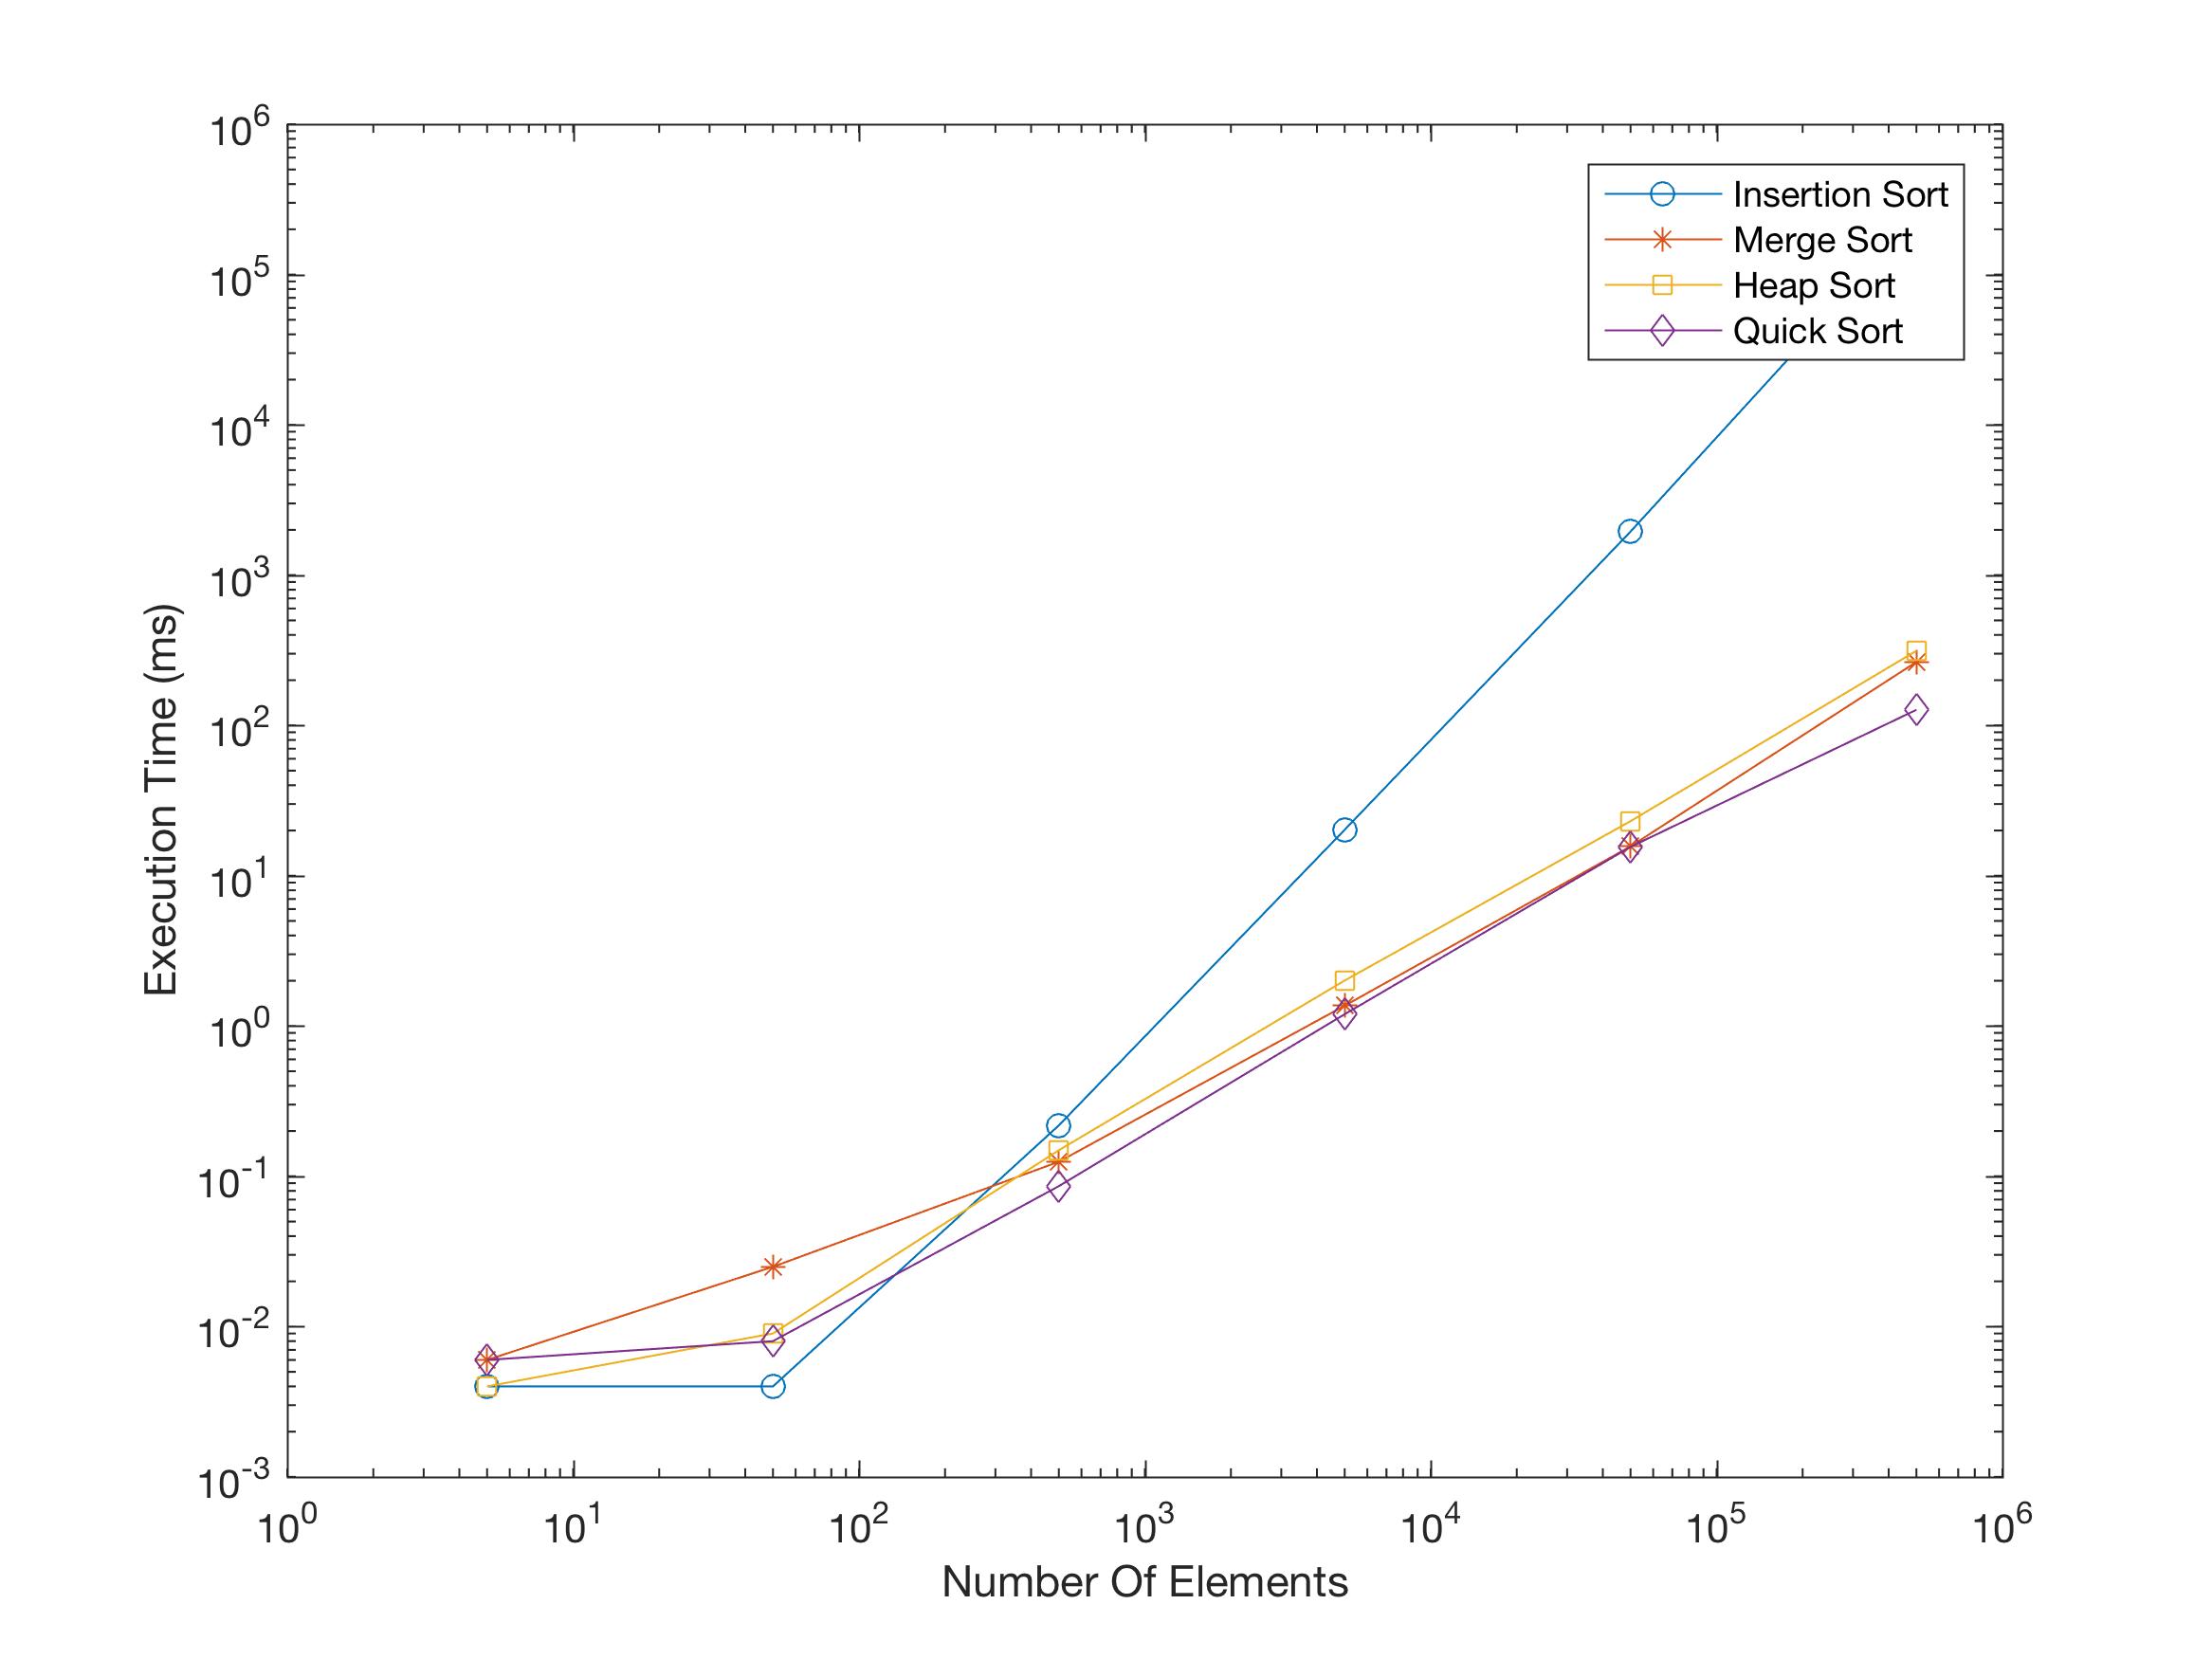 10^6
10^5
10^4
10^3
10^2
10^1
10^0
10^-1
10^-2
10^-3
Execution Time (ms)
Insertion Sort
Merge Sort
Heap Sort
Quick Sort
10^0 10^1 10^2 10^3 10^4 10^5 10^6
Number Of Elements